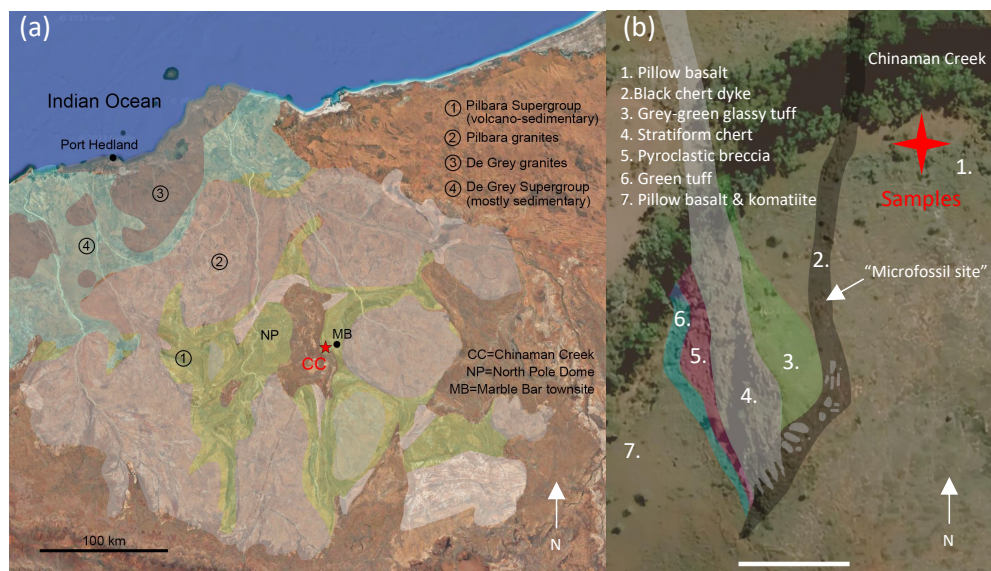 (a)
Indian Ocean
Port Hedland
1 Pilbara Supergroup
(volcano-sedimentary)
2 Pilbara granites
3 De Grey granites
4 De Grey Supergroup
(mostly sedimentary)
3
4
2
1
NP
MB
CC
CC=Chinaman Creek
NP=North Pole Dome
MB=Marble Bar townsite
100 km
N
(b)
Chinaman Creek
1. Pillow basalt
2.Black chert dyke
3. Grey-green glassy tuff
4. Stratiform chert
5. Pyroclastic breccia
6. Green tuff
7. Pillow basalt & komatiite
1.
Samples
2.
"Microfossil site"
6.
5.
3.
4.
7.
N